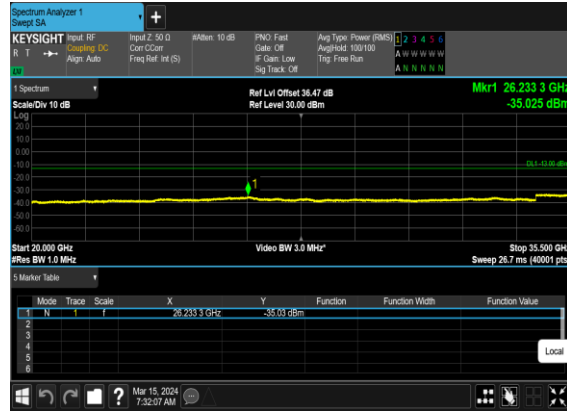 Spectrum Analyzer 1
Swept SA
+
KEYSIGHT Input: RF Input Z: 50 Ω #Atten: 10 dB PNO: Fast Avg Type: Power (RMS) 1 2 3 4 5 6
R T Coupling: DC Corr CCorr Gate: Off Avg|Hold: 100/100 A W W W W W
Align: Auto Freq Ref: Int (S) IF Gain: Low Trig: Free Run
Sig Track: Off A N N N N N
1 Spectrum Ref Lvl Offset 36.47 dB Mkr1 26.233 3 GHz
Scale/Div 10 dB Ref Level 30.00 dBm -35.025 dBm
Log
20.0
10.0
0.00
-10.0 DL1 -13.00 dBm
-20.0
-30.0 1
-40.0
-50.0
-60.0
Start 20.000 GHz Video BW 3.0 MHz* Stop 35.500 GHz
#Res BW 1.0 MHz Sweep 26.7 ms (40001 pts)
5 Marker Table
Mode Trace Scale X Y Function Function Width Function Value
1 N 1 f 26.233 3 GHz -35.03 dBm
2
3
4
5
6
Local
? Mar 15, 2024
7:32:07 AM